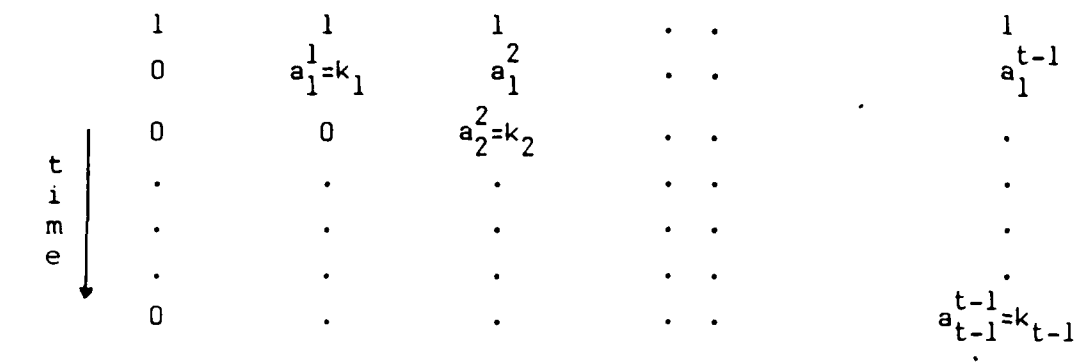 1 1 1 . . 1
0 a_1^1=k_1 a_1^2 . . a_1^{t-1}
0 0 a_2^2=k_2 . . .
. . . . . .
. . . . . .
. . . . . .
0 . . . . a_{t-1}^{t-1}=k_{t-1}
time